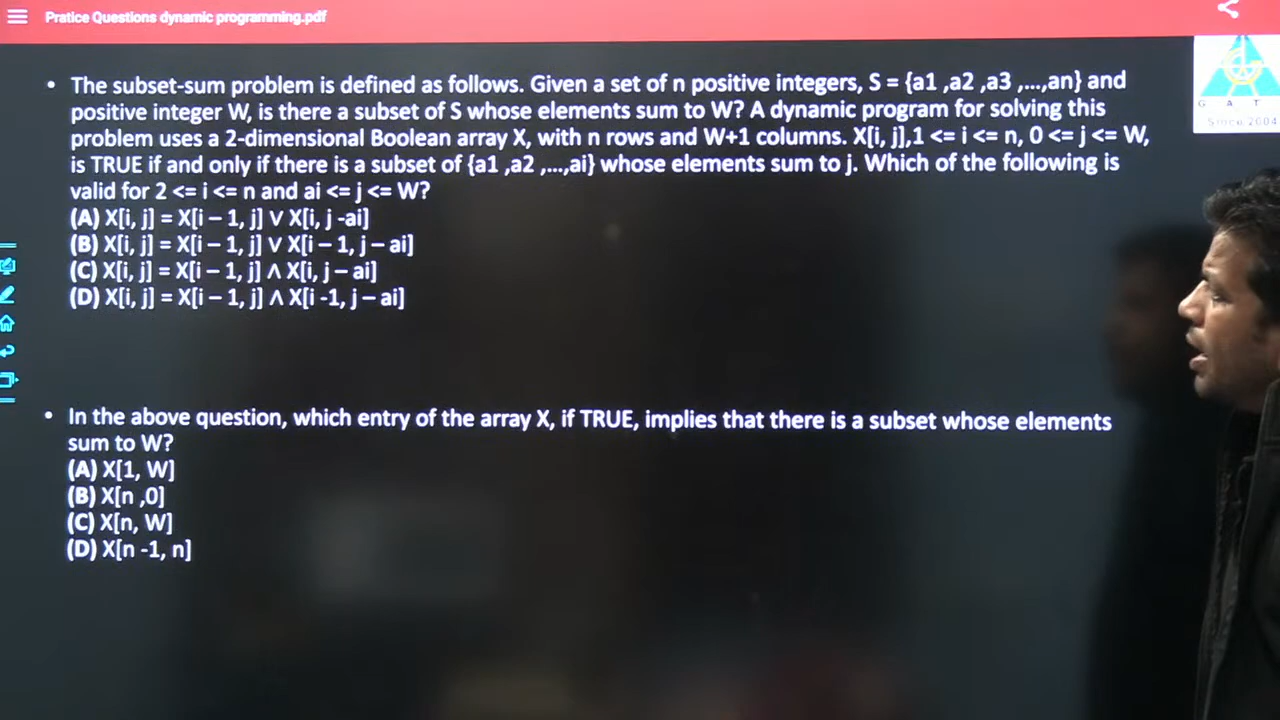 Pratice Questions dynamic programming.pdf
G A T
Since 2004
• The subset-sum problem is defined as follows. Given a set of n positive integers, S = {a1 ,a2 ,a3 ,…,an} and
positive integer W, is there a subset of S whose elements sum to W? A dynamic program for solving this
problem uses a 2-dimensional Boolean array X, with n rows and W+1 columns. X[i, j],1 <= i <= n, 0 <= j <= W,
is TRUE if and only if there is a subset of {a1 ,a2 ,…,ai} whose elements sum to j. Which of the following is
valid for 2 <= i <= n and ai <= j <= W?
(A) X[i, j] = X[i – 1, j] V X[i, j -ai]
(B) X[i, j] = X[i – 1, j] V X[i – 1, j – ai]
(C) X[i, j] = X[i – 1, j] Λ X[i, j – ai]
(D) X[i, j] = X[i – 1, j] Λ X[i -1, j – ai]
• In the above question, which entry of the array X, if TRUE, implies that there is a subset whose elements
sum to W?
(A) X[1, W]
(B) X[n ,0]
(C) X[n, W]
(D) X[n -1, n]